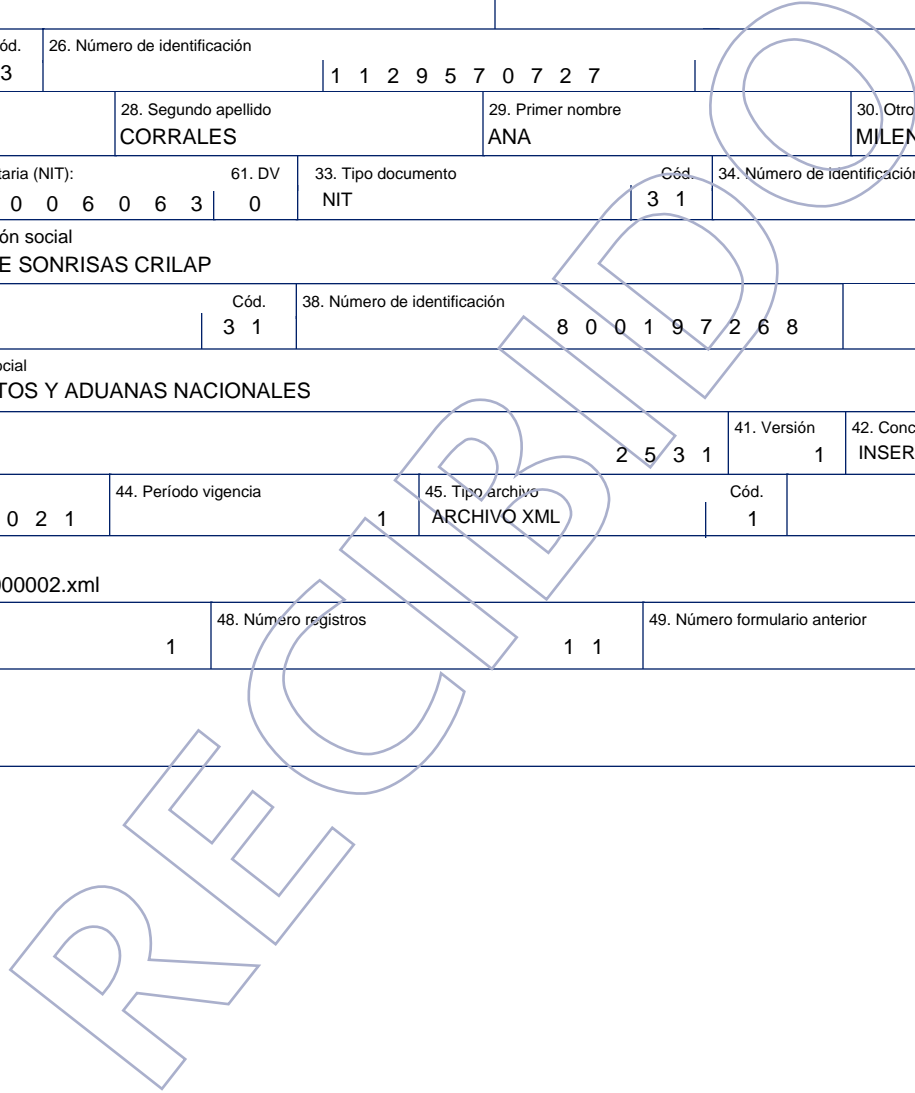 ód. 26. Número de identificación
3 1 1 2 9 5 7 0 7 2 7
28. Segundo apellido 29. Primer nombre 30. Otro
CORRALES ANA MILEN
taria (NIT): 61. DV 33. Tipo documento Cód. 34. Número de identificación
0 0 6 0 6 3 0 NIT 3 1
ón social
E SONRISAS CRILAP
Cód. 38. Número de identificación
3 1 8 0 0 1 9 7 2 6 8
ocial
TOS Y ADUANAS NACIONALES
41. Versión 42. Conc
2 5 3 1 1 INSER
44. Período vigencia 45. Tipo archivo Cód.
0 2 1 1 ARCHIVO XML 1
000002.xml
48. Número registros 49. Número formulario anterior
1 1 1
RECIBIDO